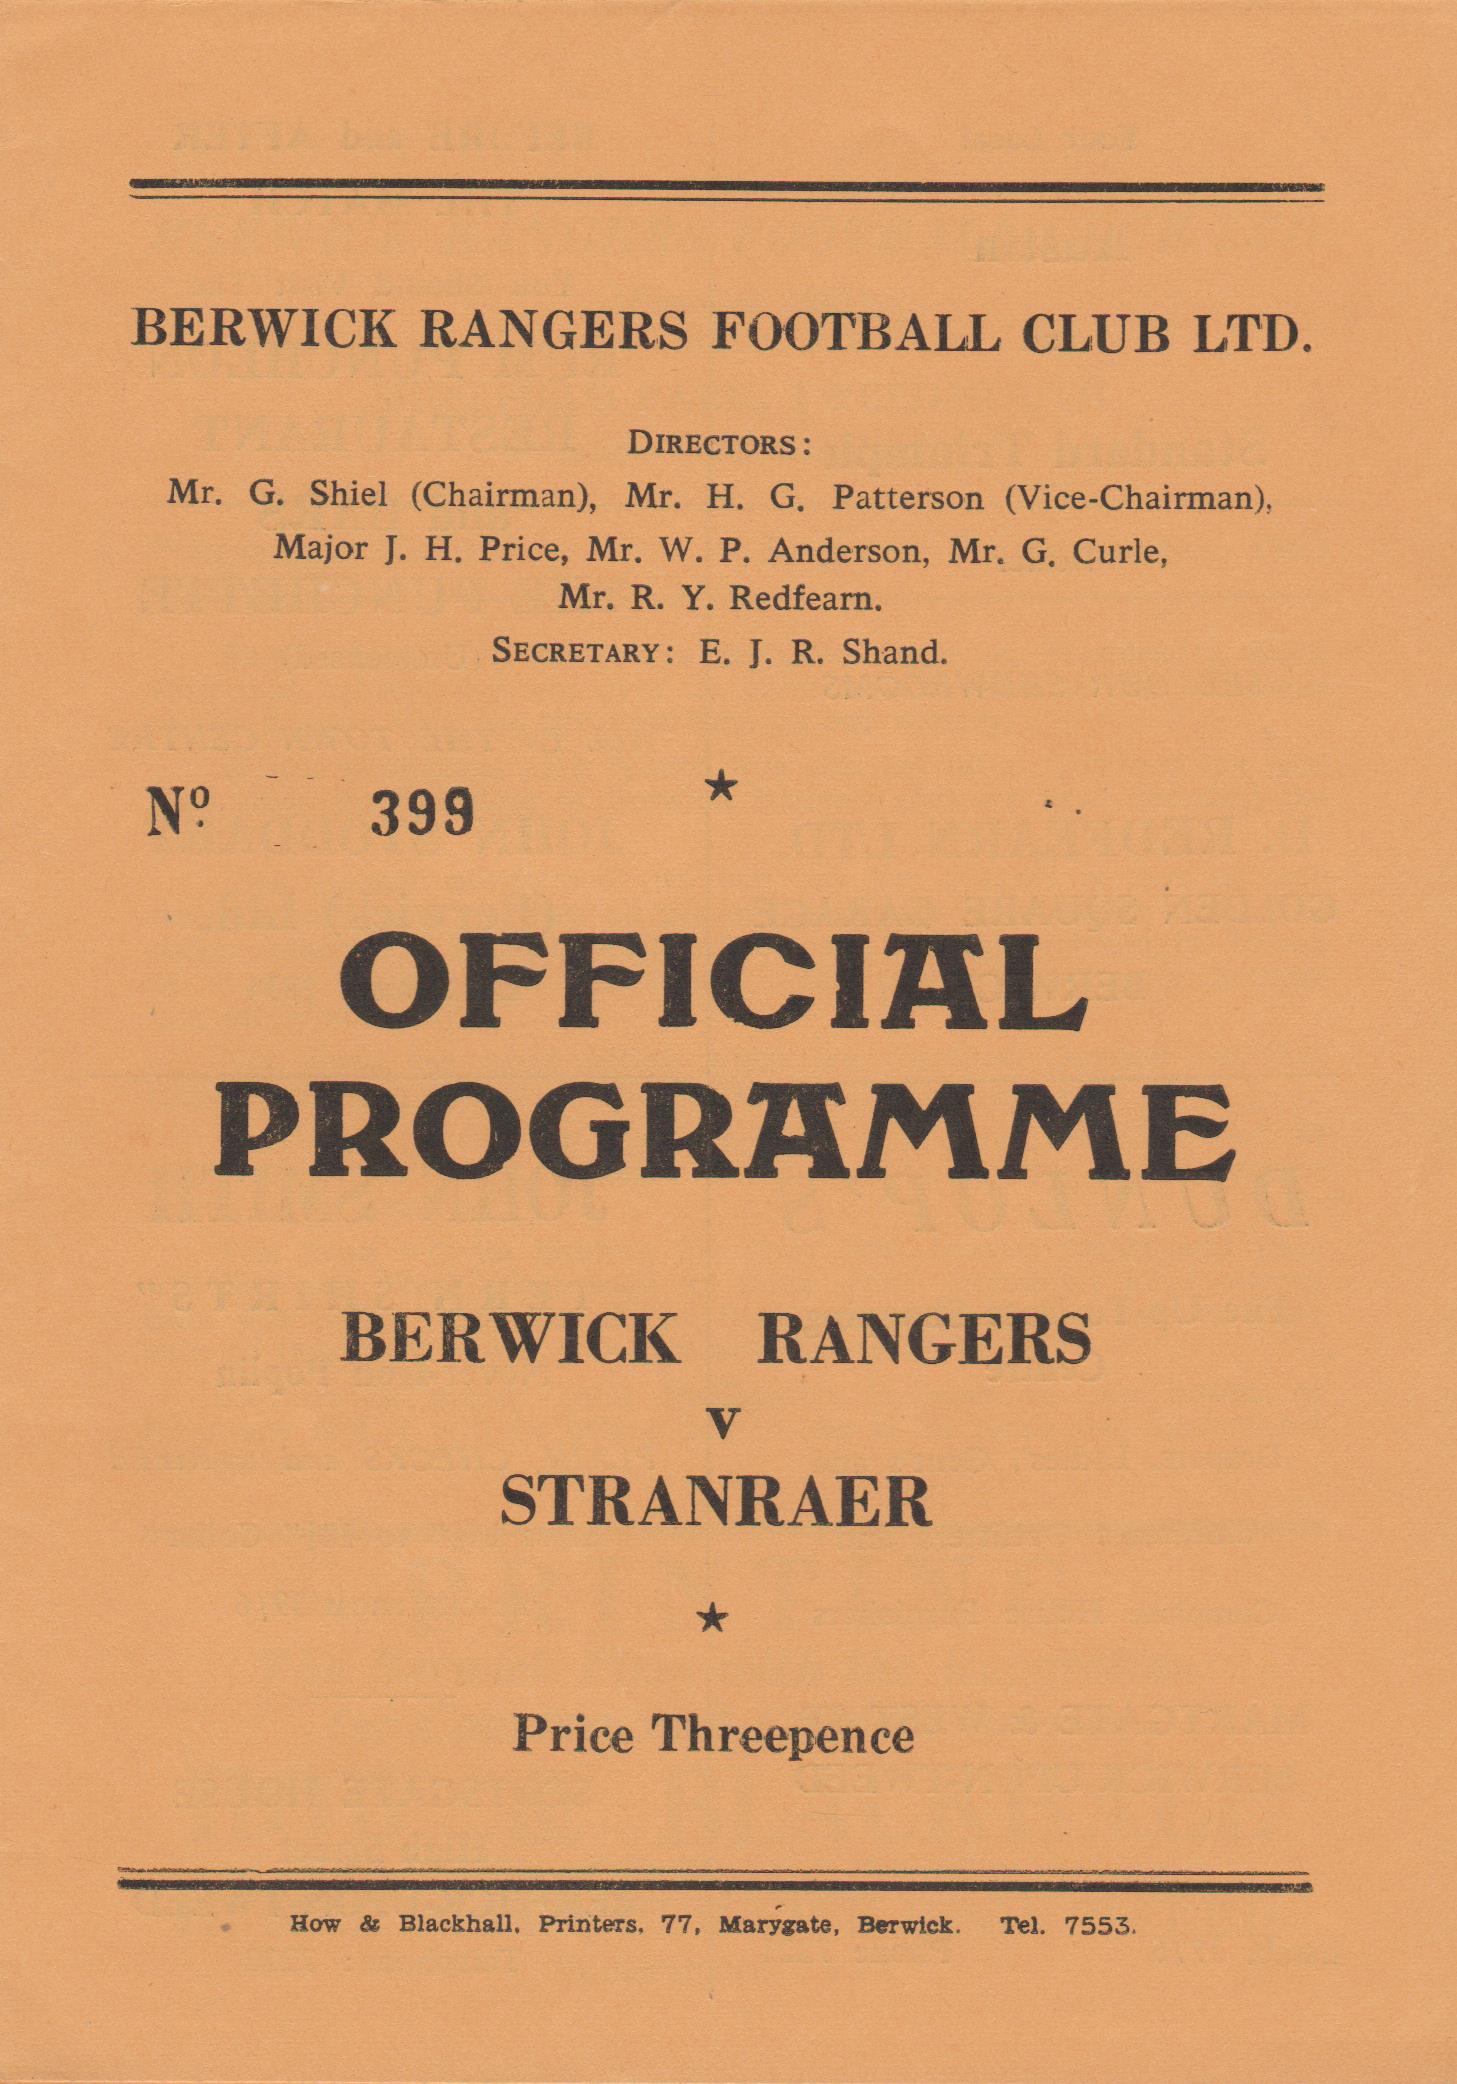 BERWICK RANGERS FOOTBALL CLUB LTD.
DIRECTORS:
Mr. G. Shiel (Chairman), Mr. H. G. Patterson (Vice-Chairman),
Major J. H. Price, Mr. W. P. Anderson, Mr. G. Curle,
Mr. R. Y. Redfearn.
SECRETARY: E. J. R. Shand.
No. 399
OFFICIAL
PROGRAMME
BERWICK RANGERS
v
STRANRAER
Price Threepence
How & Blackhall, Printers, 77, Marygate, Berwick. Tel. 7553.